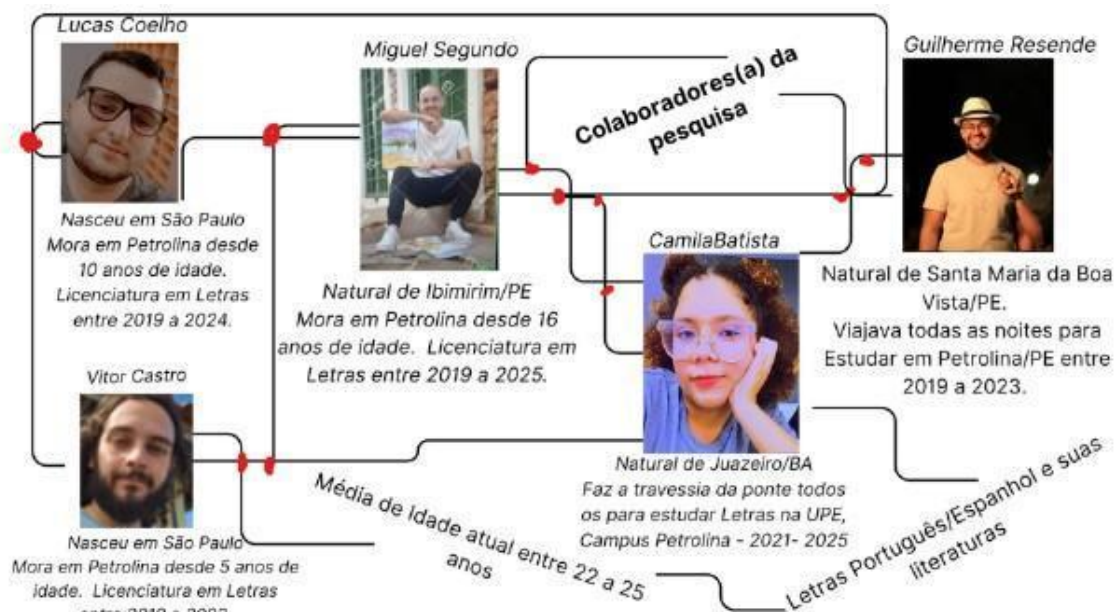 Lucas Coelho
Nasceu em São Paulo
Mora em Petrolina desde
10 anos de idade.
Licenciatura em Letras
entre 2019 a 2024.
Miguel Segundo
Natural de Ibimirim/PE
Mora em Petrolina desde 16
anos de idade. Licenciatura em
Letras entre 2019 a 2025.
Colaboradores(a) da
pesquisa
Guilherme Resende
Natural de Santa Maria da Boa
Vista/PE.
Viajava todas as noites para
Estudar em Petrolina/PE entre
2019 a 2023.
CamilaBatista
Natural de Juazeiro/BA
Faz a travessia da ponte todos
os para estudar Letras na UPE,
Campus Petrolina - 2021- 2025
Vitor Castro
Nasceu em São Paulo
Mora em Petrolina desde 5 anos de
idade. Licenciatura em Letras
Média de idade atual entre 22 a 25
anos
Letras Português/Espanhol e suas
literaturas